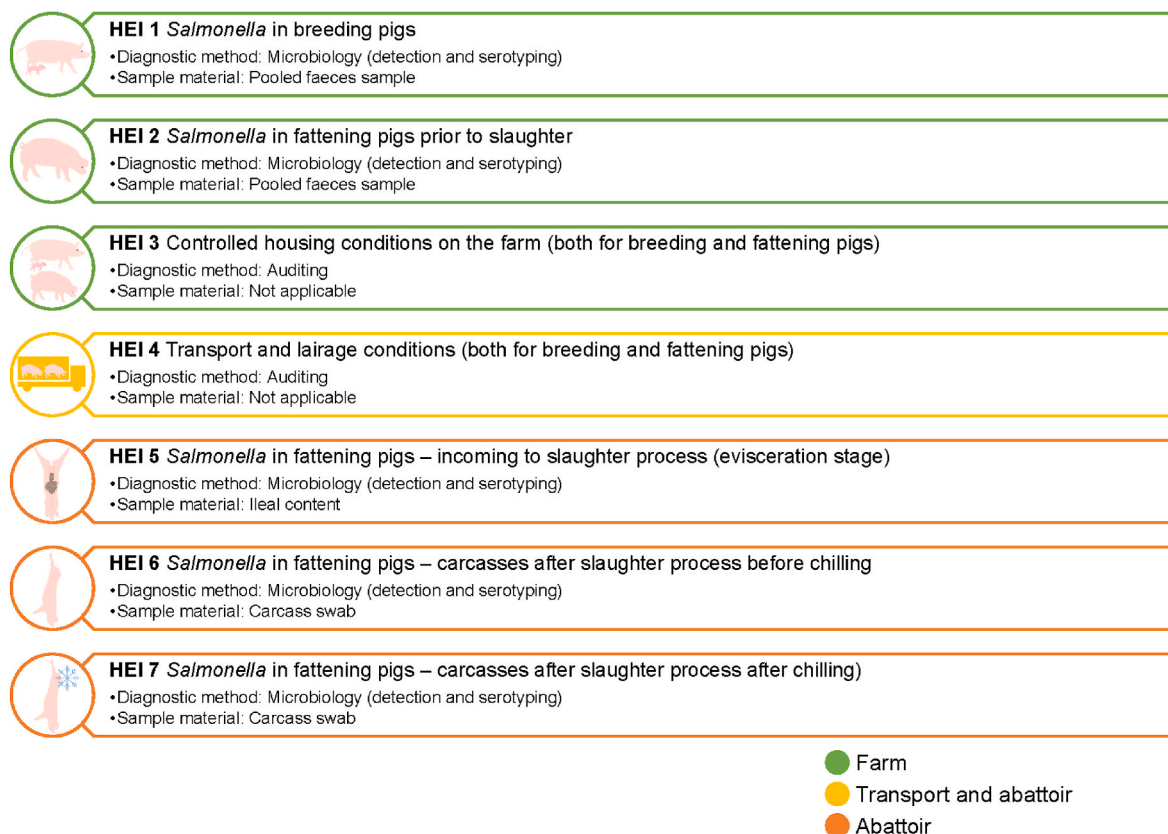 HEI 1 Salmonella in breeding pigs
•Diagnostic method: Microbiology (detection and serotyping)
•Sample material: Pooled faeces sample
HEI 2 Salmonella in fattening pigs prior to slaughter
•Diagnostic method: Microbiology (detection and serotyping)
•Sample material: Pooled faeces sample
HEI 3 Controlled housing conditions on the farm (both for breeding and fattening pigs)
•Diagnostic method: Auditing
•Sample material: Not applicable
HEI 4 Transport and lairage conditions (both for breeding and fattening pigs)
•Diagnostic method: Auditing
•Sample material: Not applicable
HEI 5 Salmonella in fattening pigs – incoming to slaughter process (evisceration stage)
•Diagnostic method: Microbiology (detection and serotyping)
•Sample material: Ileal content
HEI 6 Salmonella in fattening pigs – carcasses after slaughter process before chilling
•Diagnostic method: Microbiology (detection and serotyping)
•Sample material: Carcass swab
HEI 7 Salmonella in fattening pigs – carcasses after slaughter process after chilling)
•Diagnostic method: Microbiology (detection and serotyping)
•Sample material: Carcass swab
Farm
Transport and abattoir
Abattoir